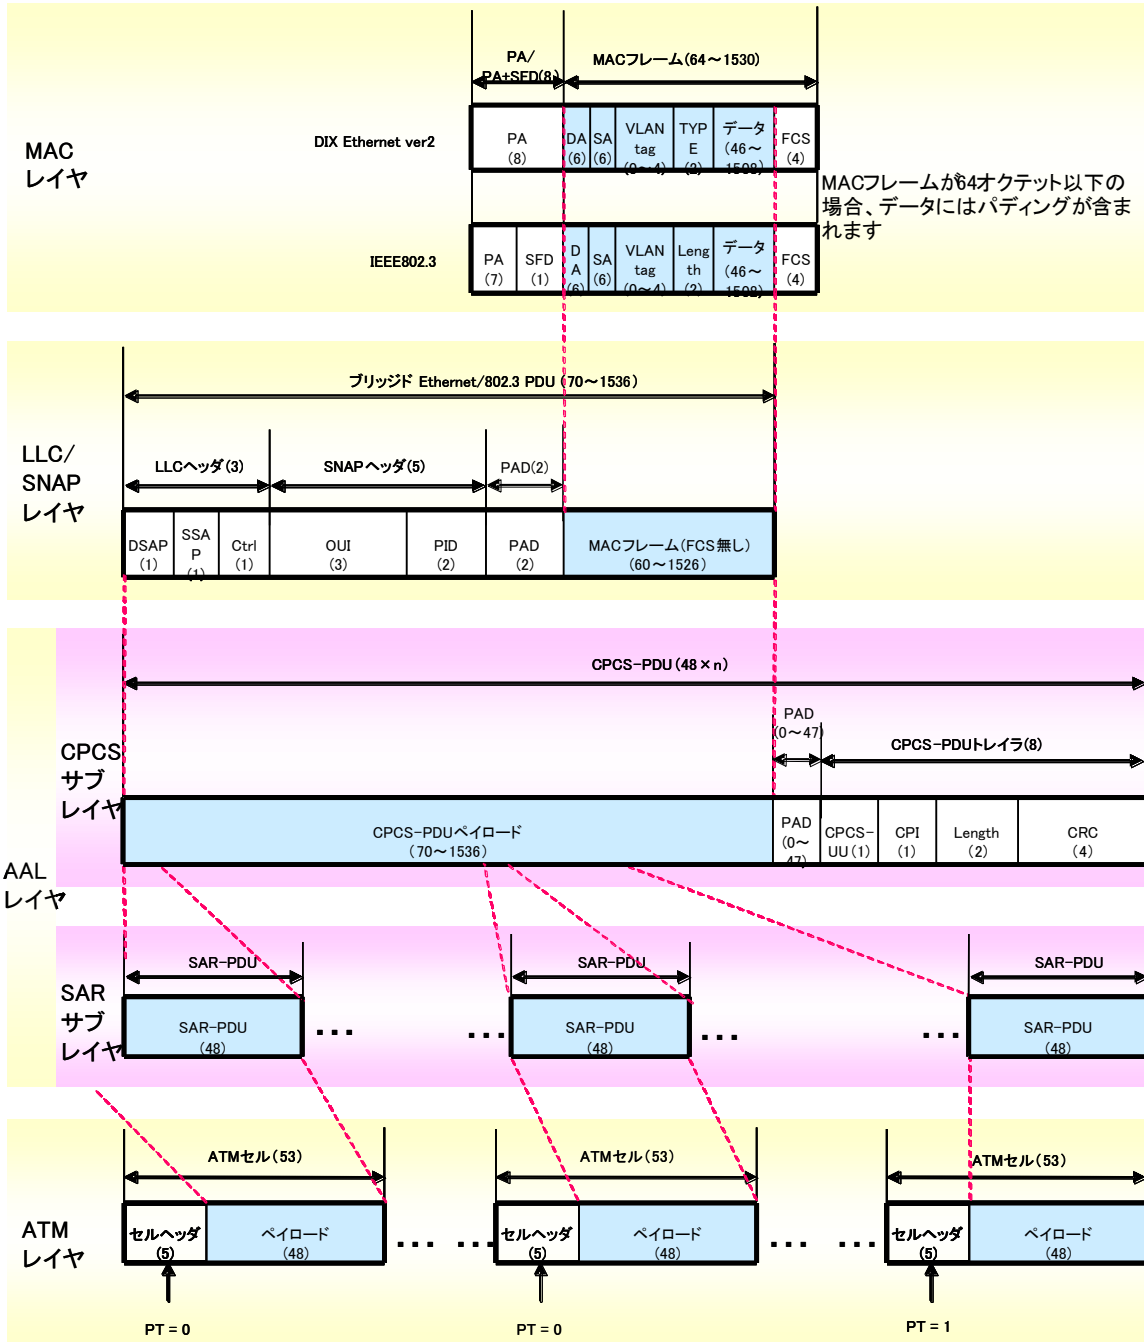 PA/
PA+SFD(8)
MACフレーム(64～1530)
MAC
レイヤ
DIX Ethernet ver2
PA
(8)
DA
(6)
SA
(6)
VLAN
tag
(0～4)
TYP
E
(2)
データ
(46～
1508)
FCS
(4)
MACフレームが64オクテット以下の
場合、データにはパディングが含ま
れます
IEEE802.3
PA
(7)
SFD
(1)
D
A
(6)
SA
(6)
VLAN
tag
(0～4)
Leng
th
(2)
データ
(46～
1508)
FCS
(4)
ブリッジド Ethernet/802.3 PDU (70～1536)
LLC/
SNAP
レイヤ
LLCヘッダ(3)
SNAPヘッダ(5)
PAD(2)
DSAP
(1)
SSA
P
(1)
Ctrl
(1)
OUI
(3)
PID
(2)
PAD
(2)
MACフレーム(FCS無し)
(60～1526)
CPCS-PDU(48×n)
PAD
(0～47)
CPCS-PDUトレイラ(8)
CPCS
サブ
レイヤ
CPCS-PDUペイロード
(70～1536)
PAD
(0～
47)
CPCS-
UU(1)
CPI
(1)
Length
(2)
CRC
(4)
AAL
レイヤ
SAR-PDU
SAR-PDU
SAR-PDU
SAR
サブ
レイヤ
SAR-PDU
(48)
...
...
SAR-PDU
(48)
...
...
SAR-PDU
(48)
ATMセル(53)
ATMセル(53)
ATMセル(53)
ATM
レイヤ
セルヘッダ
(5)
ペイロード
(48)
... ...
セルヘッダ
(5)
ペイロード
(48)
... ...
セルヘッダ
(5)
ペイロード
(48)
PT = 0
PT = 0
PT = 1